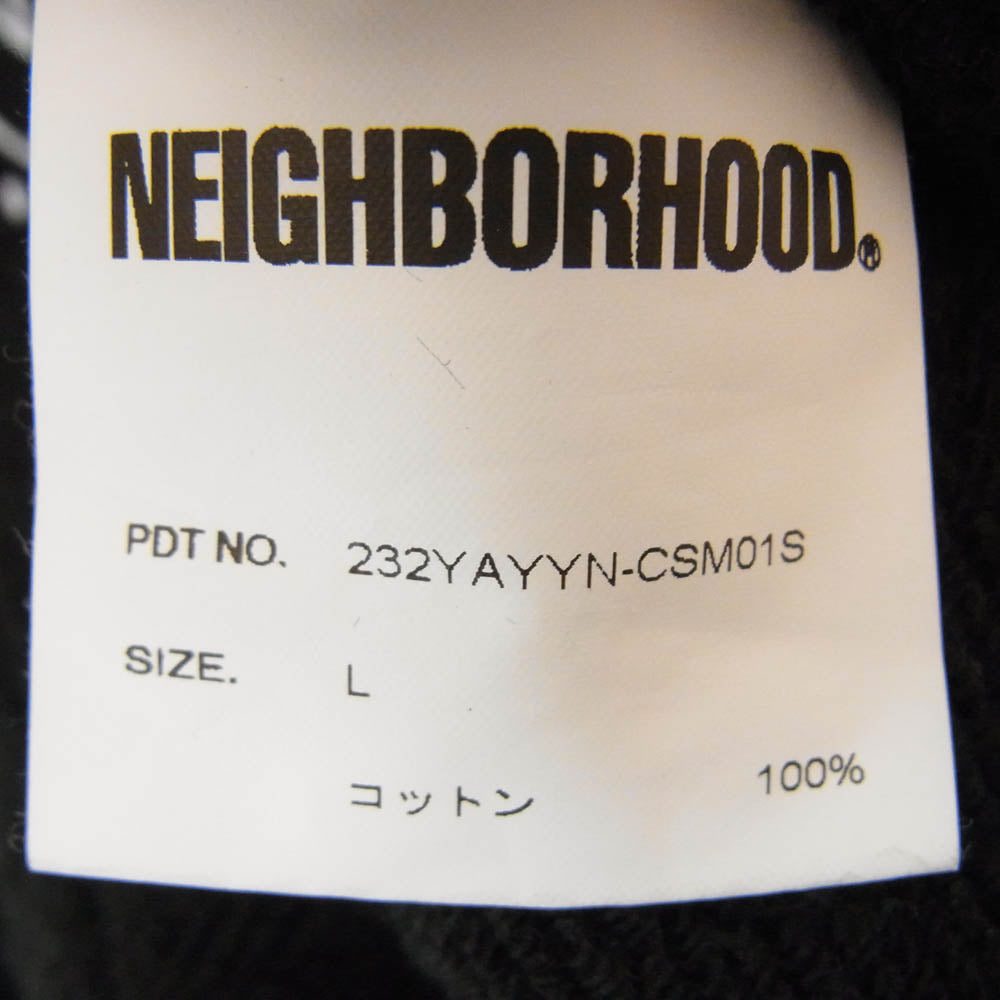 NEIGHBORHOOD®
PDT NO. 232YAYYN-CSM01S
SIZE. L
コットン 100%